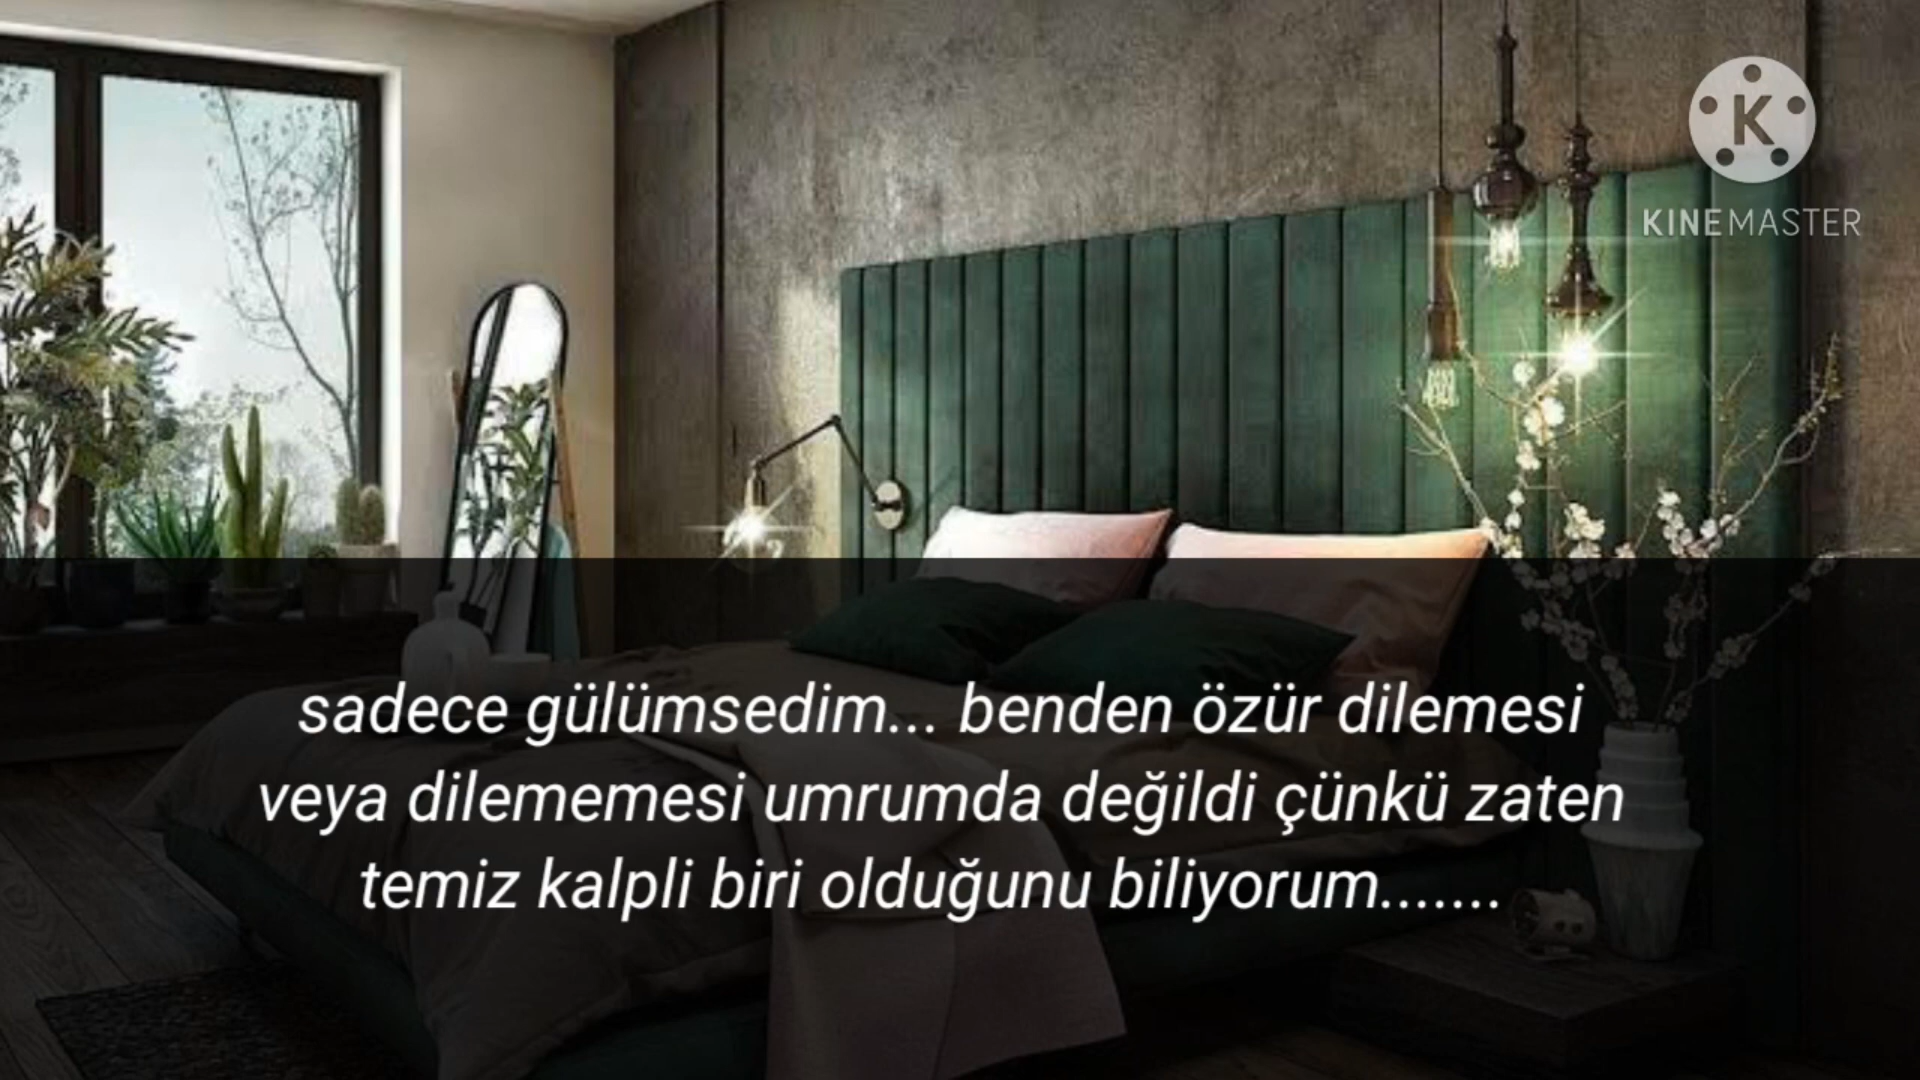 K
KINEMASTER
sadece gülümsedim... benden özür dilemesi
veya dilememesi umrumda değildi çünkü zaten
temiz kalpli biri olduğunu biliyorum.......